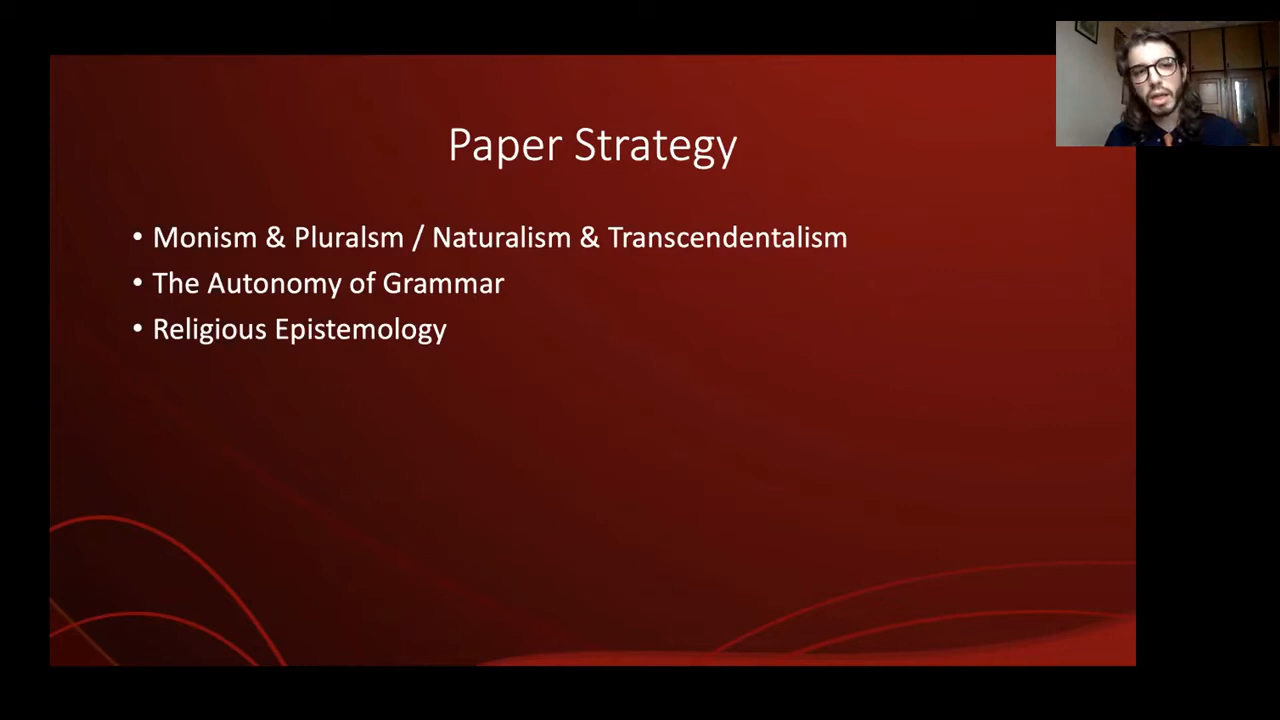 Paper Strategy
• Monism & Pluralsm / Naturalism & Transcendentalism
• The Autonomy of Grammar
• Religious Epistemology